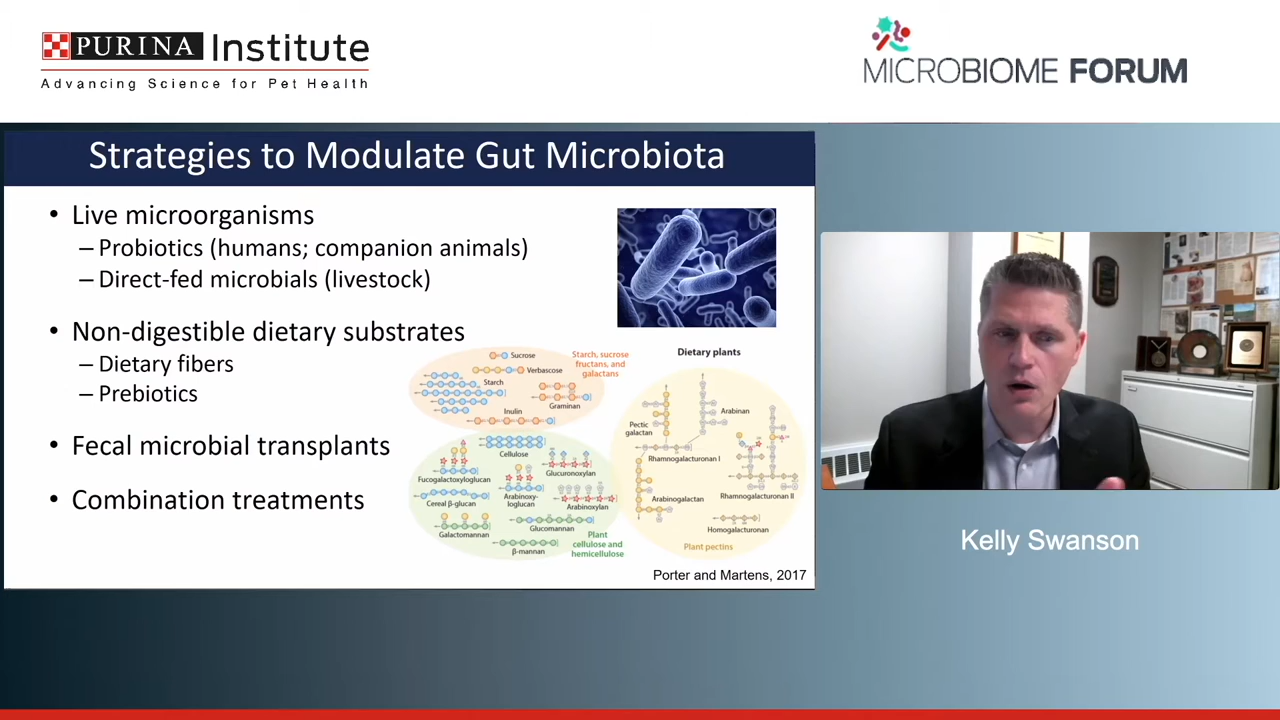 PURINA Institute
Advancing Science for Pet Health
MICROBIOME FORUM
Strategies to Modulate Gut Microbiota
• Live microorganisms
– Probiotics (humans; companion animals)
– Direct-fed microbials (livestock)
• Non-digestible dietary substrates
– Dietary fibers
– Prebiotics
• Fecal microbial transplants
• Combination treatments
Dietary plants
Starch, sucrose
fructans, and
galactans
Sucrose
Verbascose
Starch
Graminan
Inulin
Cellulose
Glucuronoxylan
Fucogalactoxyloglucan
Cereal β-glucan
Arabinoxy-
loglucan
Arabinoxylan
Glucomannan
Galactomannan
β-mannan
Plant
cellulose and
hemicellulose
Pectic
galactan
Arabinan
Rhamnogalacturonan I
Arabinogalactan
Rhamnogalacturonan II
Homogalacturonan
Plant pectins
Porter and Martens, 2017
Kelly Swanson